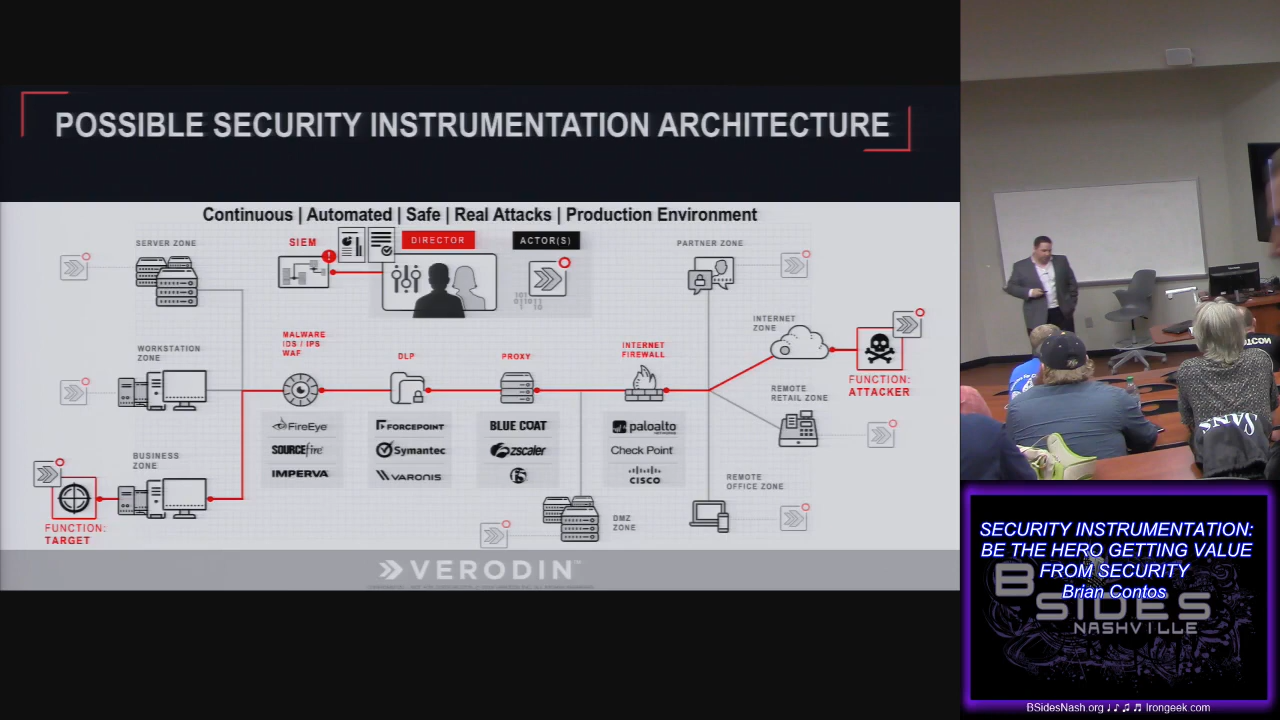 POSSIBLE SECURITY INSTRUMENTATION ARCHITECTURE
Continuous | Automated | Safe | Real Attacks | Production Environment
SERVER ZONE
SIEM
!
DIRECTOR
ACTOR(S)
PARTNER ZONE
WORKSTATION
ZONE
MALWARE
IDS / IPS
WAF
DLP
PROXY
INTERNET
FIREWALL
INTERNET
ZONE
FUNCTION:
ATTACKER
REMOTE
RETAIL ZONE
FireEye
SOURCEfire
IMPERVA
FORCEPOINT
Symantec
VARONIS
BLUE COAT
zscaler
f5
paloalto
NETWORKS
Check Point
CISCO
BUSINESS
ZONE
FUNCTION:
TARGET
DMZ
ZONE
REMOTE
OFFICE ZONE
VERODIN
SANS
SECURITY INSTRUMENTATION:
BE THE HERO GETTING VALUE
FROM SECURITY
Brian Contos
BSIDES
NASHVILLE
BSidesNash.org ♩♪♫♬ Irongeek.com